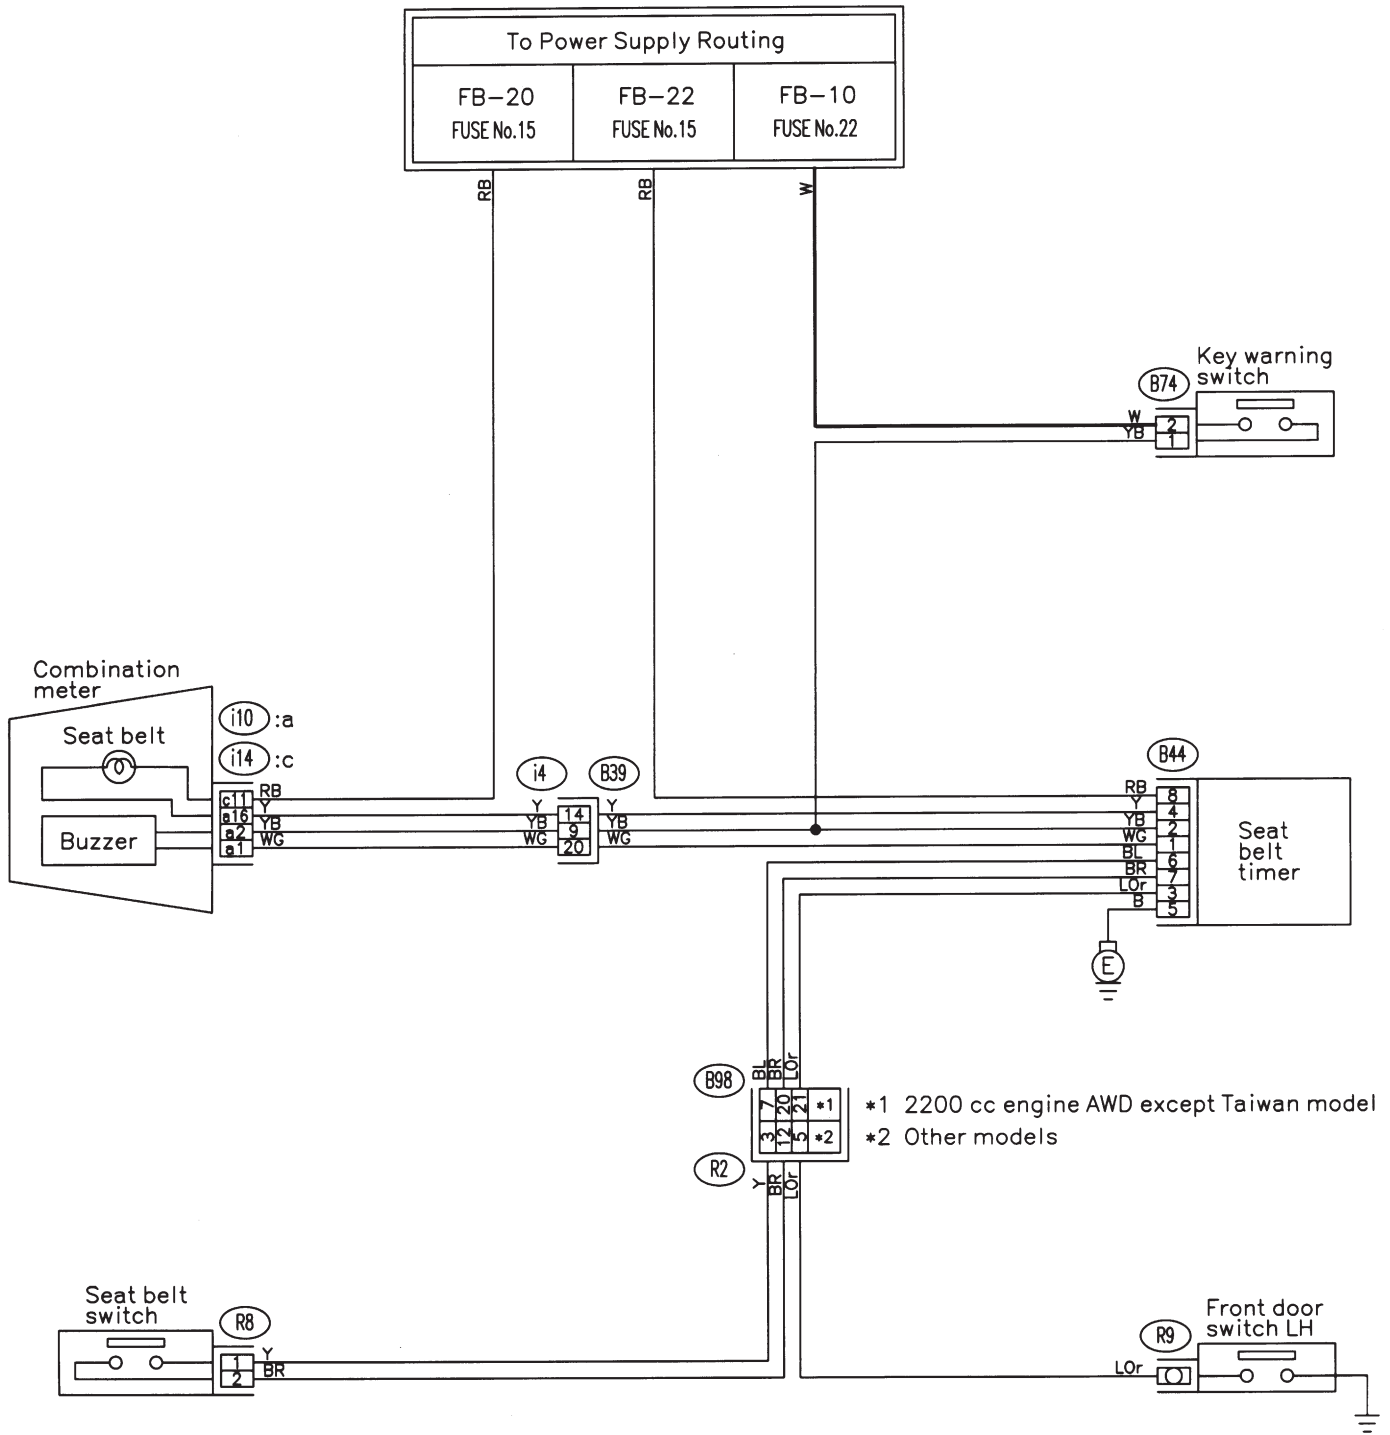 To Power Supply Routing
FB-20
FUSE No.15
FB-22
FUSE No.15
FB-10
FUSE No.22
RB
RB
W
Key warning
switch
B74
W
YB
2
1
Combination
meter
Seat belt
Buzzer
i10 :a
i14 :c
c11
a16
a2
a1
RB
Y
YB
WG
i4
B39
Y
YB
WG
14
9
20
Y
YB
WG
B44
RB
Y
YB
WG
BL
BR
LOr
B
8
4
2
1
6
7
3
5
Seat
belt
timer
E
B98
BL
BR
LOr
7
20
21
*1
3
12
5
*2
*1 2200 cc engine AWD except Taiwan model
*2 Other models
R2
Y
BR
LOr
Seat belt
switch
R8
1
2
Y
BR
Front door
switch LH
R9
LOr